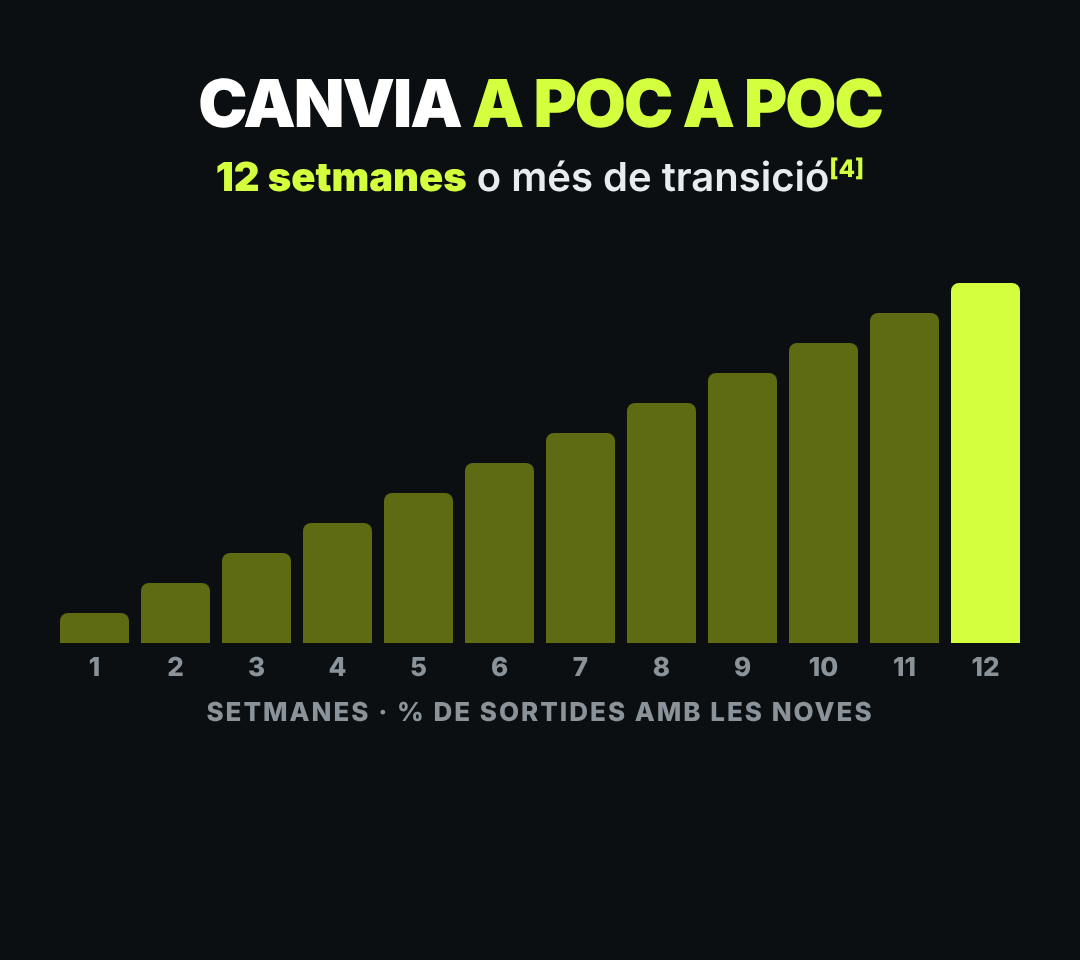 CANVIA A POC A POC
12 setmanes o més de transició[4]
1 2 3 4 5 6 7 8 9 10 11 12
SETMANES · % DE SORTIDES AMB LES NOVES